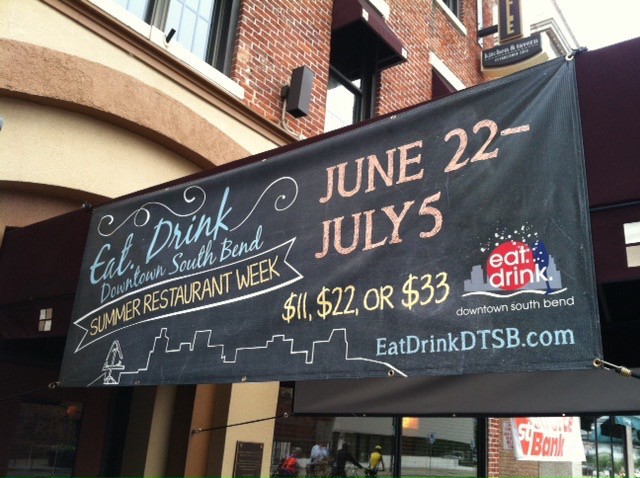 kitchen & tavern
Eat. Drink
Downtown South Bend
SUMMER RESTAURANT WEEK
JUNE 22-
JULY 5
$11, $22, OR $33
eat.
drink.
downtown south bend
EatDrinkDTSB.com
Bank